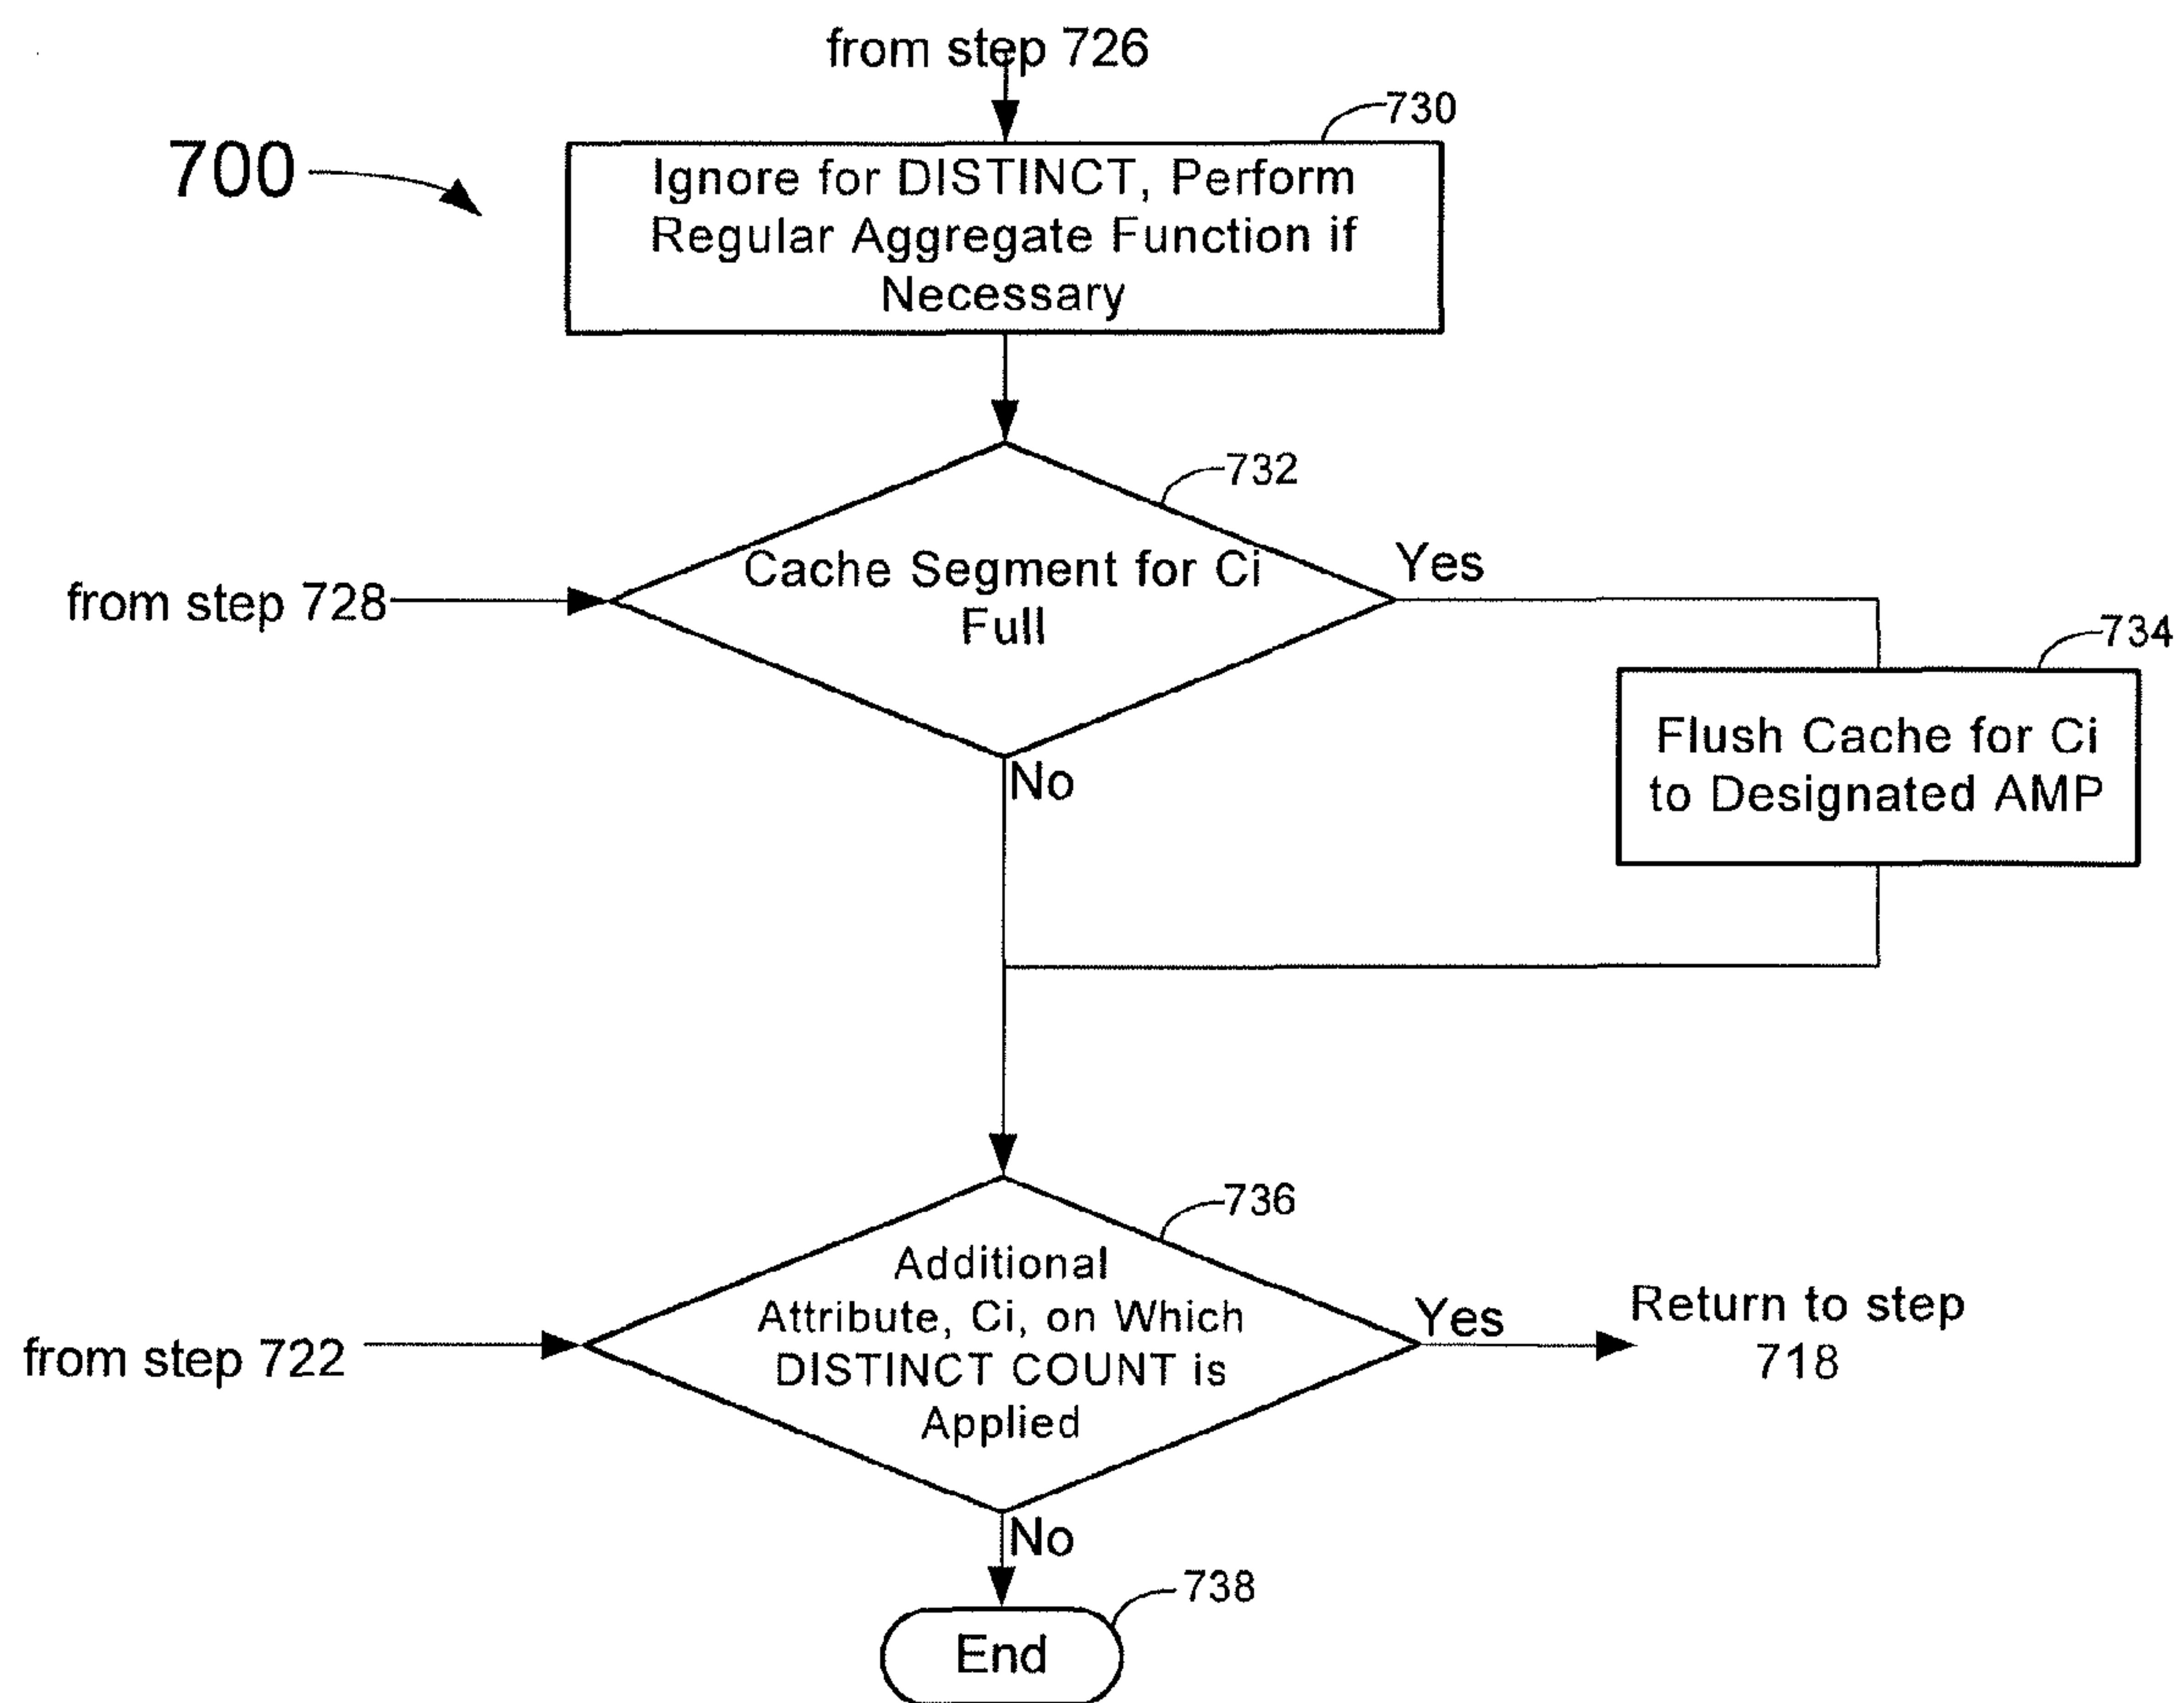 from step 726
730
700
Ignore for DISTINCT, Perform
Regular Aggregate Function if
Necessary
732
Cache Segment for Ci
Full
Yes
from step 728
734
Flush Cache for Ci
to Designated AMP
No
736
Additional
Attribute, Ci, on Which
DISTINCT COUNT is
Applied
Yes
Return to step
718
from step 722
No
738
End